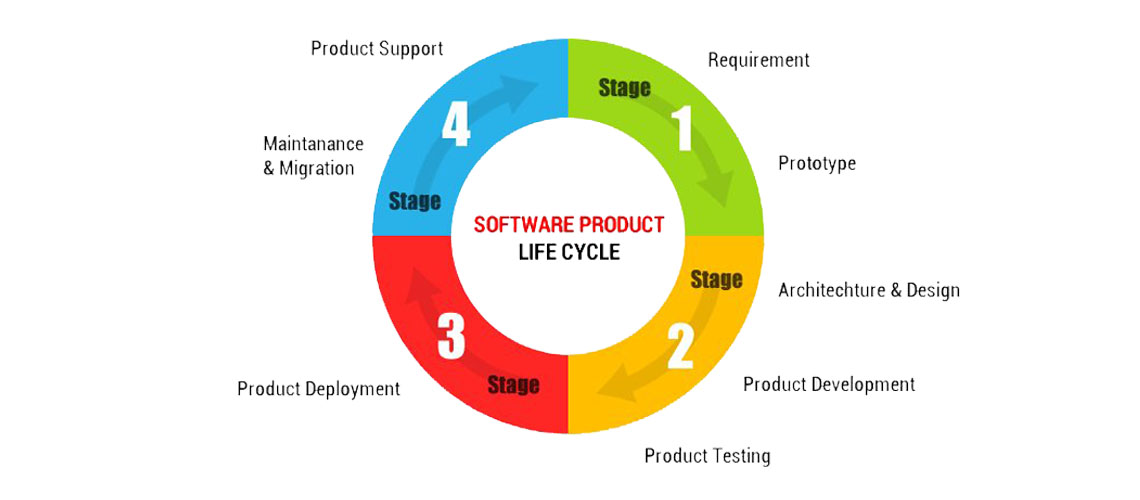 Product Support
Requirement
Stage
1
4
Maintanance
& Migration
Prototype
Stage
SOFTWARE PRODUCT
LIFE CYCLE
Stage
Architechture & Design
2
3
Product Development
Product Deployment
Stage
Product Testing